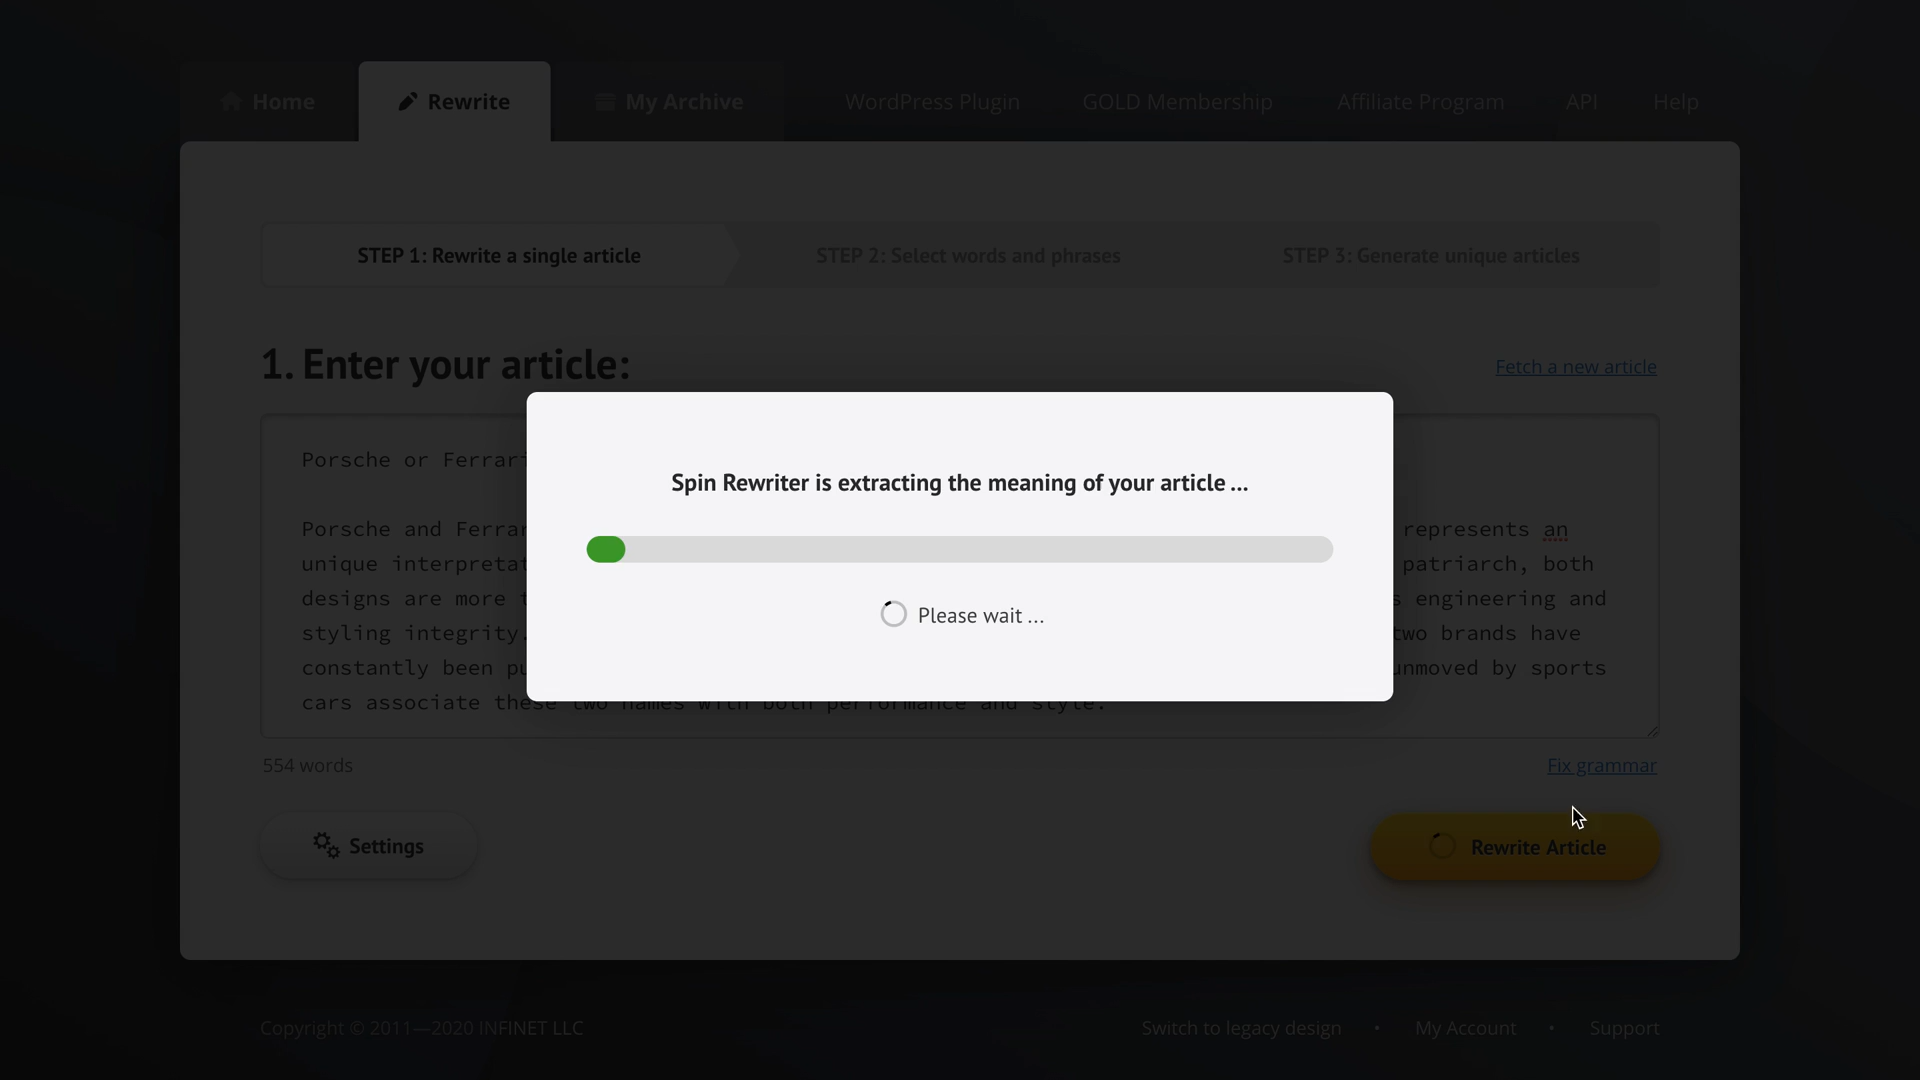 Home
Rewrite
My Archive
WordPress Plugin
GOLD Membership
Affiliate Program
API
Help
STEP 1: Rewrite a single article
STEP 2: Select words and phrases
STEP 3: Generate unique articles
1. Enter your article:
Fetch a new article
Porsche or Ferrari
Porsche and represents an
unique patriarch, both
designs are more engineering and
styling integrity. two brands have
constantly been unmoved by sports
cars associate these two names with both performance and style.
Spin Rewriter is extracting the meaning of your article ...
Please wait ...
554 words
Fix grammar
Settings
Rewrite Article
Copyright © 2011—2020 INFINET LLC
Switch to legacy design • My Account • Support